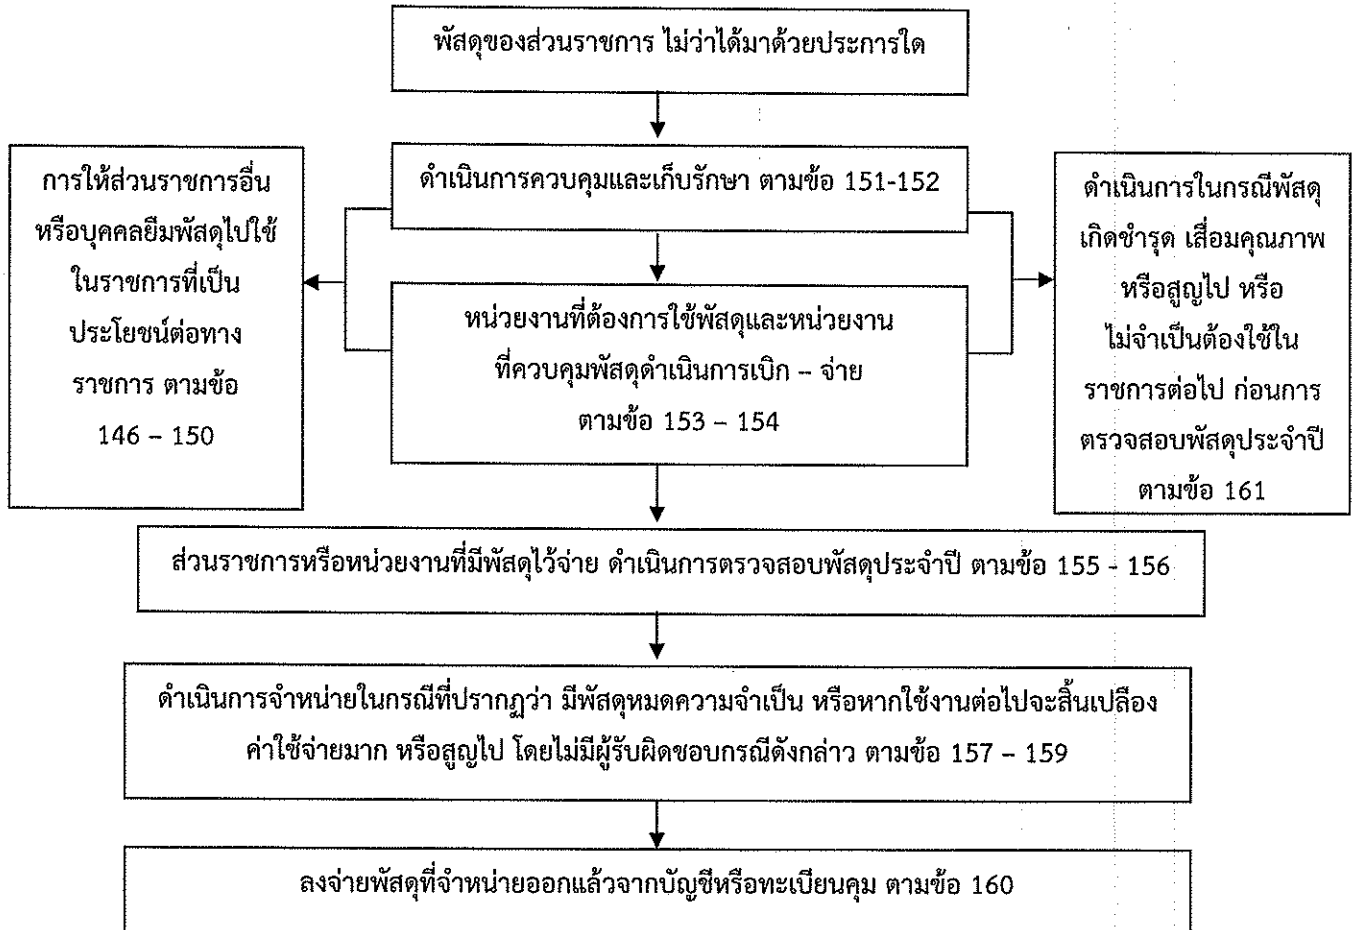 พัสดุของส่วนราชการ ไม่ว่าได้มาด้วยประการใด
ดำเนินการควบคุมและเก็บรักษา ตามข้อ 151-152
การให้ส่วนราชการอื่น
หรือบุคคลยืมพัสดุไปใช้
ในราชการที่เป็น
ประโยชน์ต่อทาง
ราชการ ตามข้อ
146 – 150
ดำเนินการในกรณีพัสดุ
เกิดชำรุด เสื่อมคุณภาพ
หรือสูญไป หรือ
ไม่จำเป็นต้องใช้ใน
ราชการต่อไป ก่อนการ
ตรวจสอบพัสดุประจำปี
ตามข้อ 161
หน่วยงานที่ต้องการใช้พัสดุและหน่วยงาน
ที่ควบคุมพัสดุดำเนินการเบิก – จ่าย
ตามข้อ 153 – 154
ส่วนราชการหรือหน่วยงานที่มีพัสดุไว้จ่าย ดำเนินการตรวจสอบพัสดุประจำปี ตามข้อ 155 - 156
ดำเนินการจำหน่ายในกรณีที่ปรากฏว่า มีพัสดุหมดความจำเป็น หรือหากใช้งานต่อไปจะสิ้นเปลือง
ค่าใช้จ่ายมาก หรือสูญไป โดยไม่มีผู้รับผิดชอบกรณีดังกล่าว ตามข้อ 157 – 159
ลงจ่ายพัสดุที่จำหน่ายออกแล้วจากบัญชีหรือทะเบียนคุม ตามข้อ 160